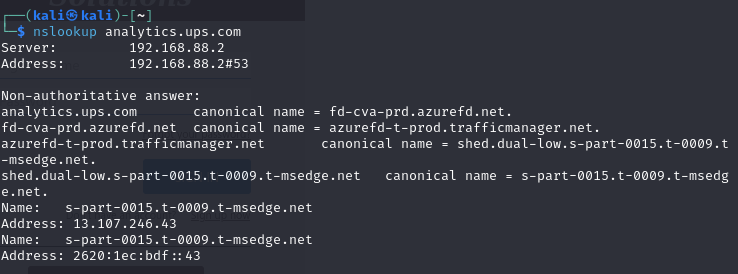 Solutions
┌──(kali㉿kali)-[~]
└─$ nslookup analytics.ups.com
Server:         192.168.88.2
Address:        192.168.88.2#53

Non-authoritative answer:
analytics.ups.com       canonical name = fd-cva-prd.azurefd.net.
fd-cva-prd.azurefd.net  canonical name = azurefd-t-prod.trafficmanager.net.
azurefd-t-prod.trafficmanager.net       canonical name = shed.dual-low.s-part-0015.t-0009.t
-msedge.net.
shed.dual-low.s-part-0015.t-0009.t-msedge.net   canonical name = s-part-0015.t-0009.t-msedg
e.net.
Name:   s-part-0015.t-0009.t-msedge.net
Address: 13.107.246.43
Name:   s-part-0015.t-0009.t-msedge.net
Address: 2620:1ec:bdf::43